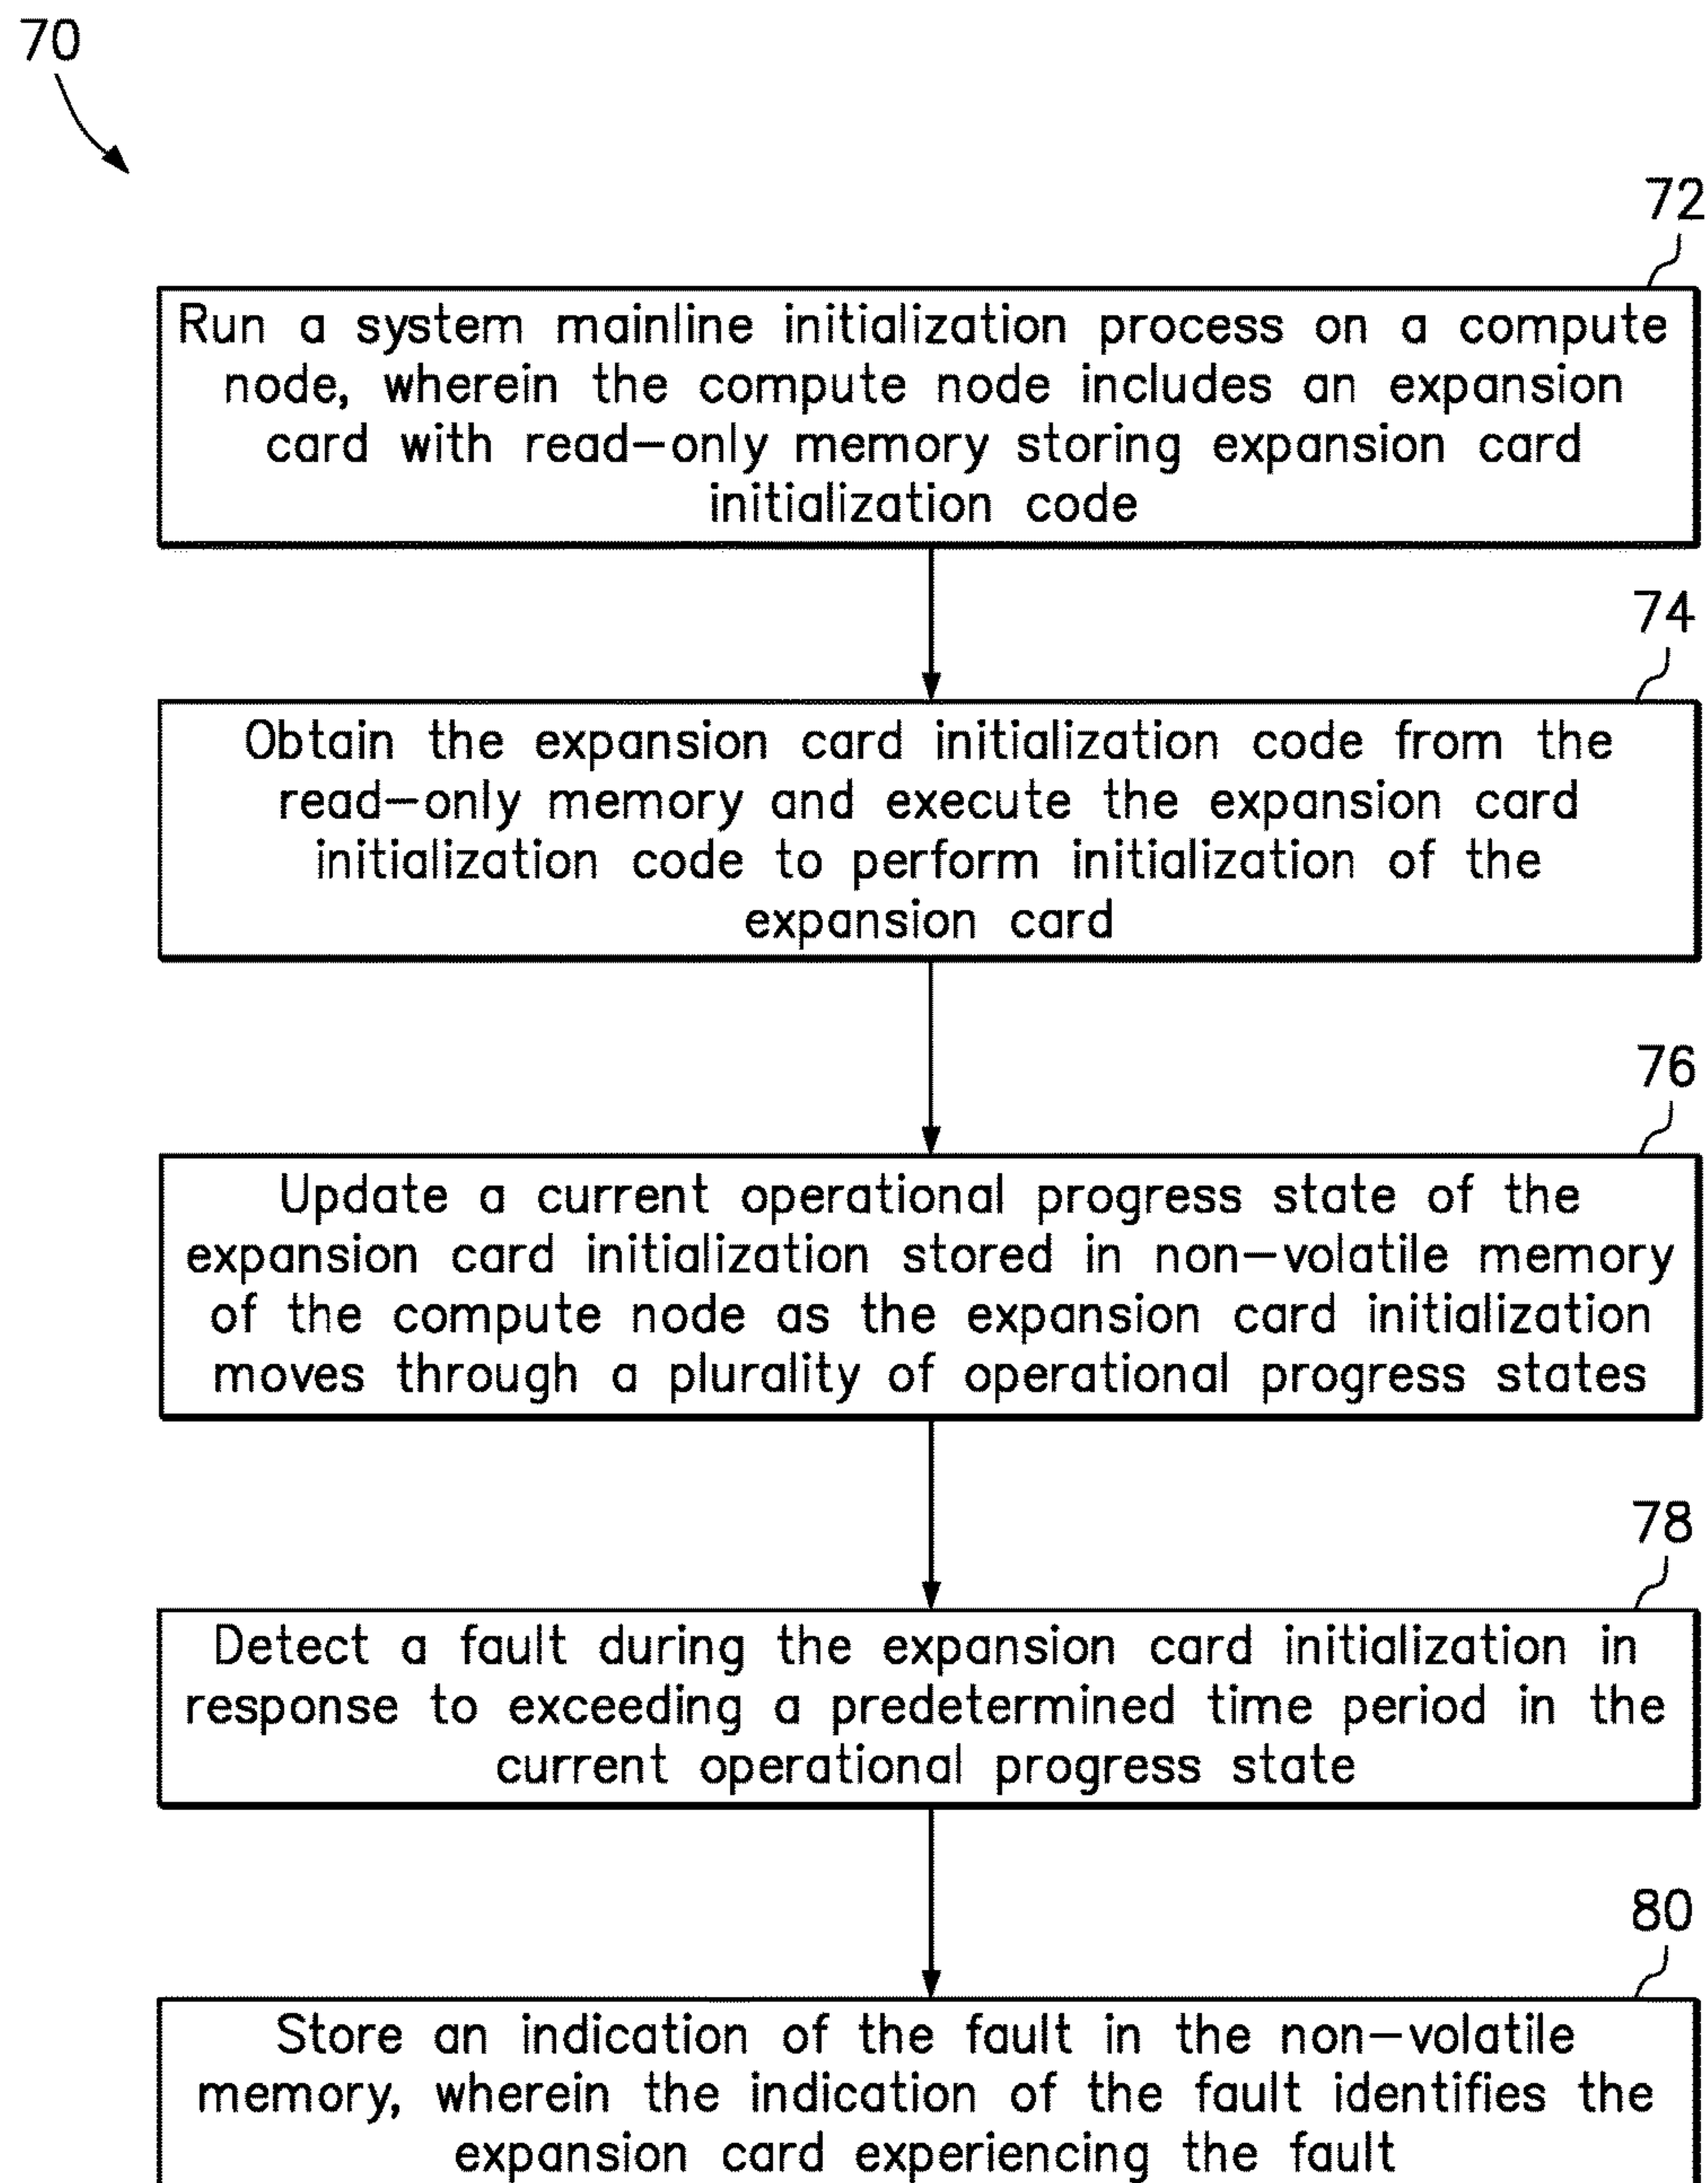 70
72
Run a system mainline initialization process on a compute
node, wherein the compute node includes an expansion
card with read-only memory storing expansion card
initialization code
74
Obtain the expansion card initialization code from the
read-only memory and execute the expansion card
initialization code to perform initialization of the
expansion card
76
Update a current operational progress state of the
expansion card initialization stored in non-volatile memory
of the compute node as the expansion card initialization
moves through a plurality of operational progress states
78
Detect a fault during the expansion card initialization in
response to exceeding a predetermined time period in the
current operational progress state
80
Store an indication of the fault in the non-volatile
memory, wherein the indication of the fault identifies the
expansion card experiencing the fault